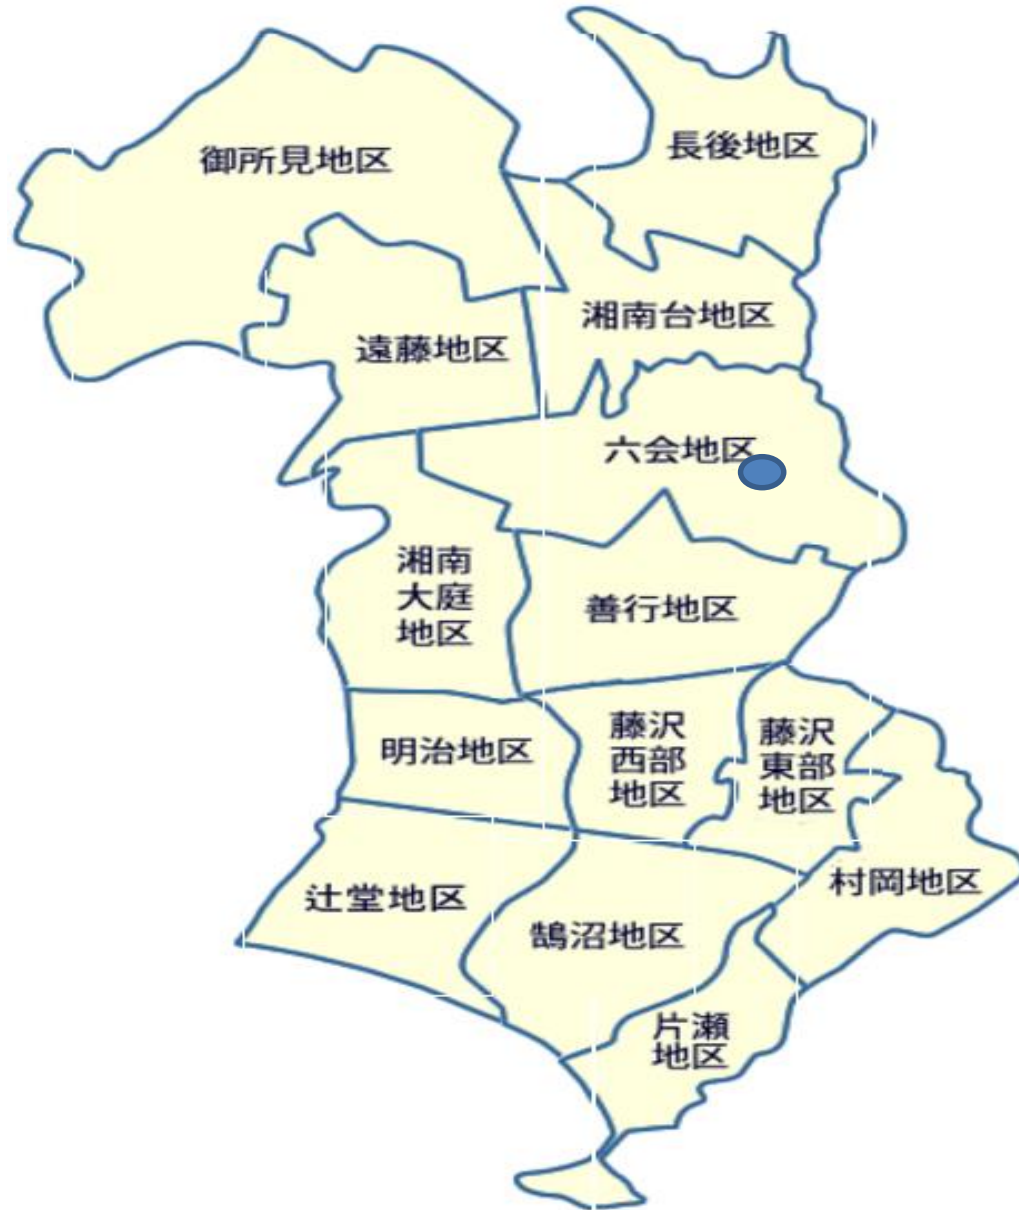 長後地区
御所見地区
湘南台地区
遠藤地区
六会地区
湘南
大庭
地区
善行地区
藤沢
西部
地区
藤沢
東部
地区
明治地区
村岡地区
辻堂地区
鵠沼地区
片瀬
地区